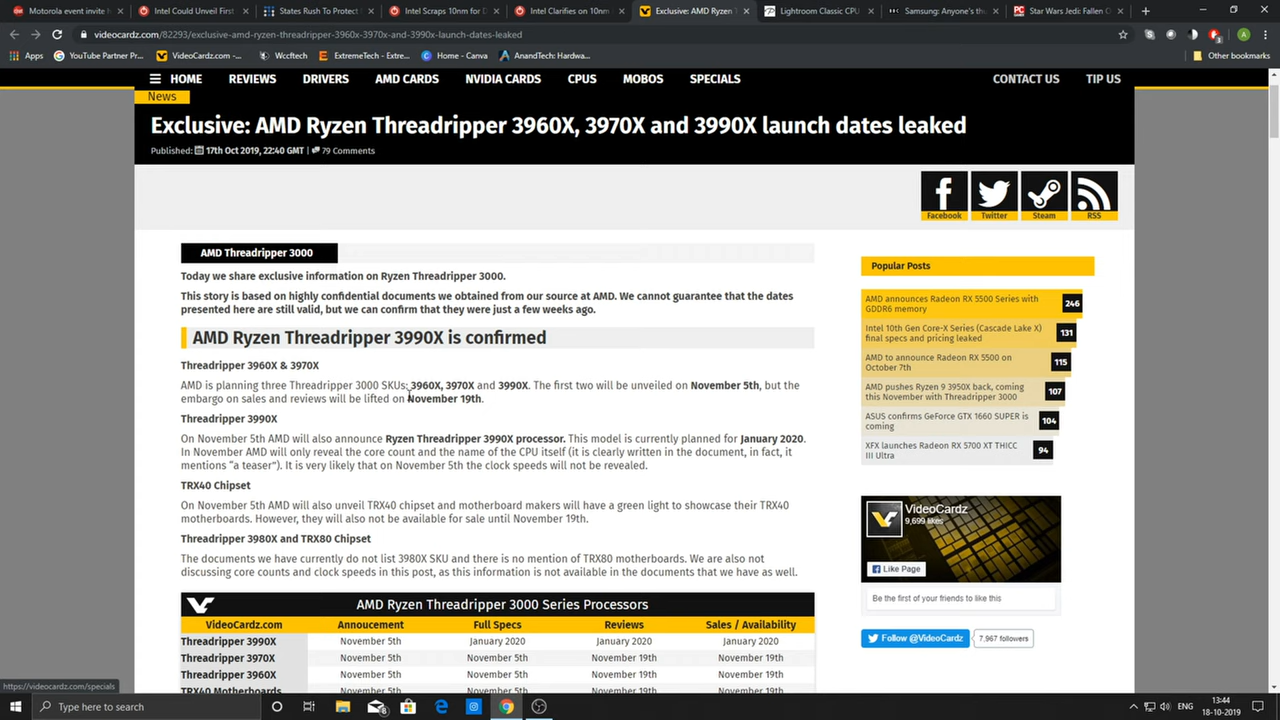 Motorola event invite h
Intel Could Unveil First
States Rush To Protect
Intel Scraps 10nm for D
Intel Clarifies on 10nm
Exclusive: AMD Ryzen T
Lightroom Classic CPU
Samsung: Anyone's th
Star Wars Jedi: Fallen O
videocardz.com/82293/exclusive-amd-ryzen-threadripper-3960x-3970x-and-3990x-launch-dates-leaked
Apps
YouTube Partner Pr...
VideoCardz.com -...
Wccftech
ExtremeTech - Extre...
Home - Canva
AnandTech: Hardwa...
Other bookmarks
HOME REVIEWS DRIVERS AMD CARDS NVIDIA CARDS CPUS MOBOS SPECIALS CONTACT US TIP US
News
Exclusive: AMD Ryzen Threadripper 3960X, 3970X and 3990X launch dates leaked
Published: 17th Oct 2019, 22:40 GMT | 79 Comments
Facebook Twitter Steam RSS
AMD Threadripper 3000
Today we share exclusive information on Ryzen Threadripper 3000.
This story is based on highly confidential documents we obtained from our source at AMD. We cannot guarantee that the dates
presented here are still valid, but we can confirm that they were just a few weeks ago.
AMD Ryzen Threadripper 3990X is confirmed
Threadripper 3960X & 3970X
AMD is planning three Threadripper 3000 SKUs: 3960X, 3970X and 3990X. The first two will be unveiled on November 5th, but the
embargo on sales and reviews will be lifted on November 19th.
Threadripper 3990X
On November 5th AMD will also announce Ryzen Threadripper 3990X processor. This model is currently planned for January 2020.
In November AMD will only reveal the core count and the name of the CPU itself (it is clearly written in the document, in fact, it
mentions "a teaser"). It is very likely that on November 5th the clock speeds will not be revealed.
TRX40 Chipset
On November 5th AMD will also unveil TRX40 chipset and motherboard makers will have a green light to showcase their TRX40
motherboards. However, they will also not be available for sale until November 19th.
Threadripper 3980X and TRX80 Chipset
The documents we have currently do not list 3980X SKU and there is no mention of TRX80 motherboards. We are also not
discussing core counts and clock speeds in this post, as this information is not available in the documents that we have as well.
AMD Ryzen Threadripper 3000 Series Processors
VideoCardz.com Annoucement Full Specs Reviews Sales / Availability
Threadripper 3990X November 5th January 2020 January 2020 January 2020
Threadripper 3970X November 5th November 5th November 19th November 19th
Threadripper 3960X November 5th November 5th November 19th November 19th
TRX40 Motherboards November 5th November 5th November 19th November 19th
Popular Posts
AMD announces Radeon RX 5500 Series with
GDDR6 memory
246
Intel 10th Gen Core-X Series (Cascade Lake X)
final specs and pricing leaked
131
AMD to announce Radeon RX 5500 on
October 7th
115
AMD pushes Ryzen 9 3950X back, coming
this November with Threadripper 3000
107
ASUS confirms GeForce GTX 1660 SUPER is
coming
104
XFX launches Radeon RX 5700 XT THICC
III Ultra
94
VideoCardz
9,699 likes
Like Page
Be the first of your friends to like this
Follow @VideoCardz
7,967 followers
https://videocardz.com/specials
Type here to search
13:44
18-10-2019